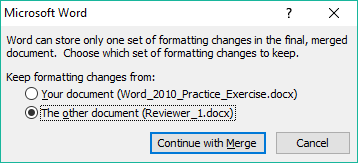 Microsoft Word
Word can store only one set of formatting changes in the final, merged
document. Choose which set of formatting changes to keep.
Keep formatting changes from:
Your document (Word_2010_Practice_Exercise.docx)
The other document (Reviewer_1.docx)
Continue with Merge Cancel